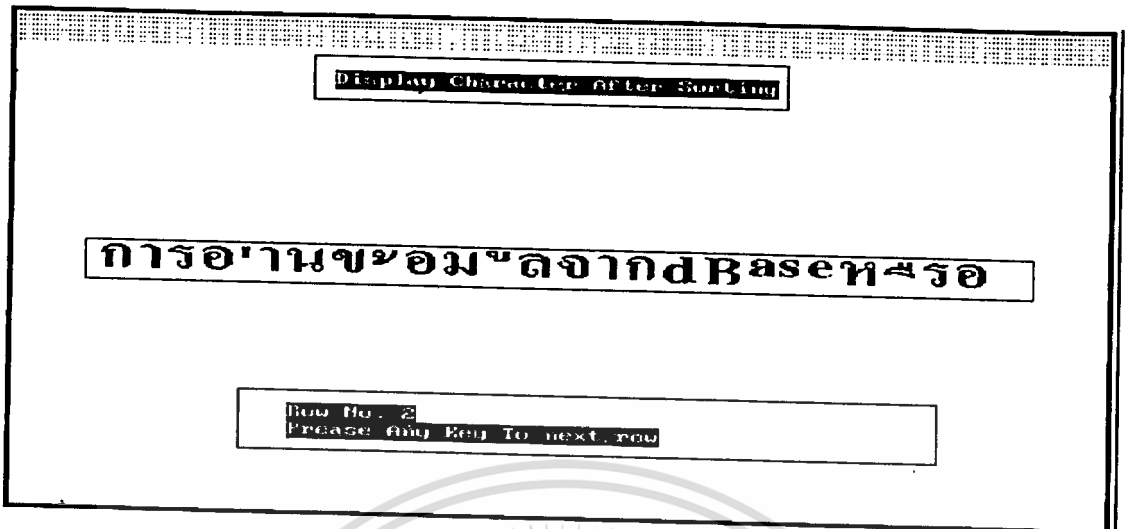 Display Character After Sorting
การอ่านข้อมูลจากdBaseหรือ
Row No. 2
Prease Any Key To next row